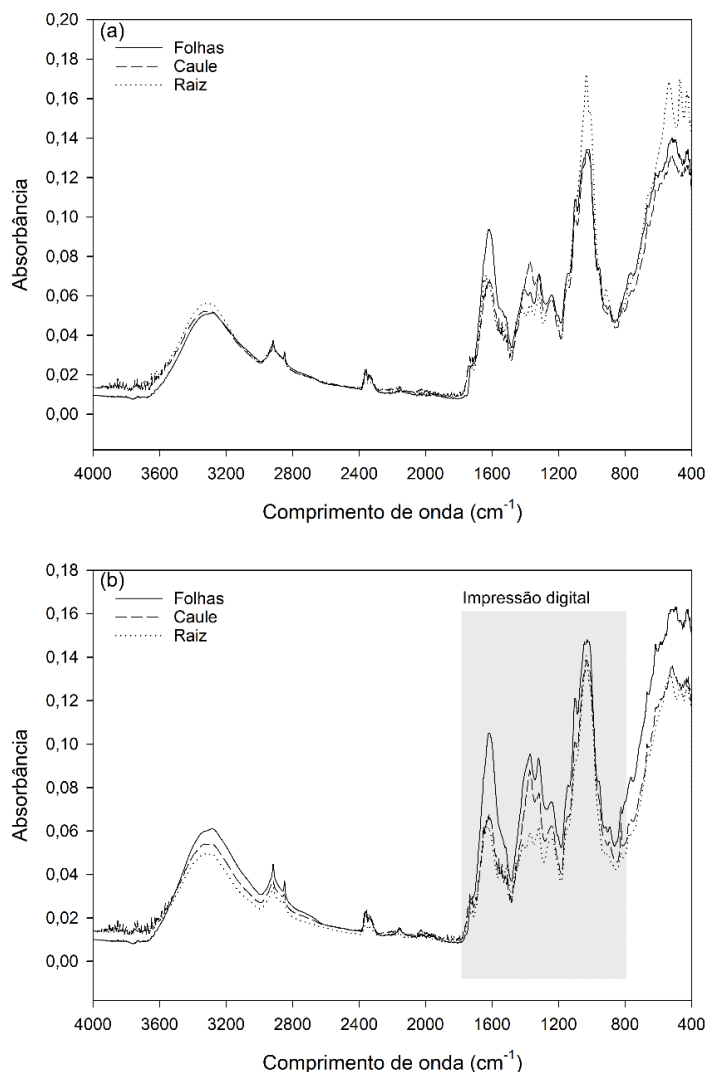 (a)
Folhas
Caule
Raiz
0,20
0,18
0,16
0,14
0,12
0,10
0,08
0,06
0,04
0,02
0,00
Absorbância
4000 3600 3200 2800 2400 2000 1600 1200 800 400
Comprimento de onda (cm⁻¹)
(b)
Folhas
Caule
Raiz
Impressão digital
0,18
0,16
0,14
0,12
0,10
0,08
0,06
0,04
0,02
0,00
Absorbância
4000 3600 3200 2800 2400 2000 1600 1200 800 400
Comprimento de onda (cm⁻¹)